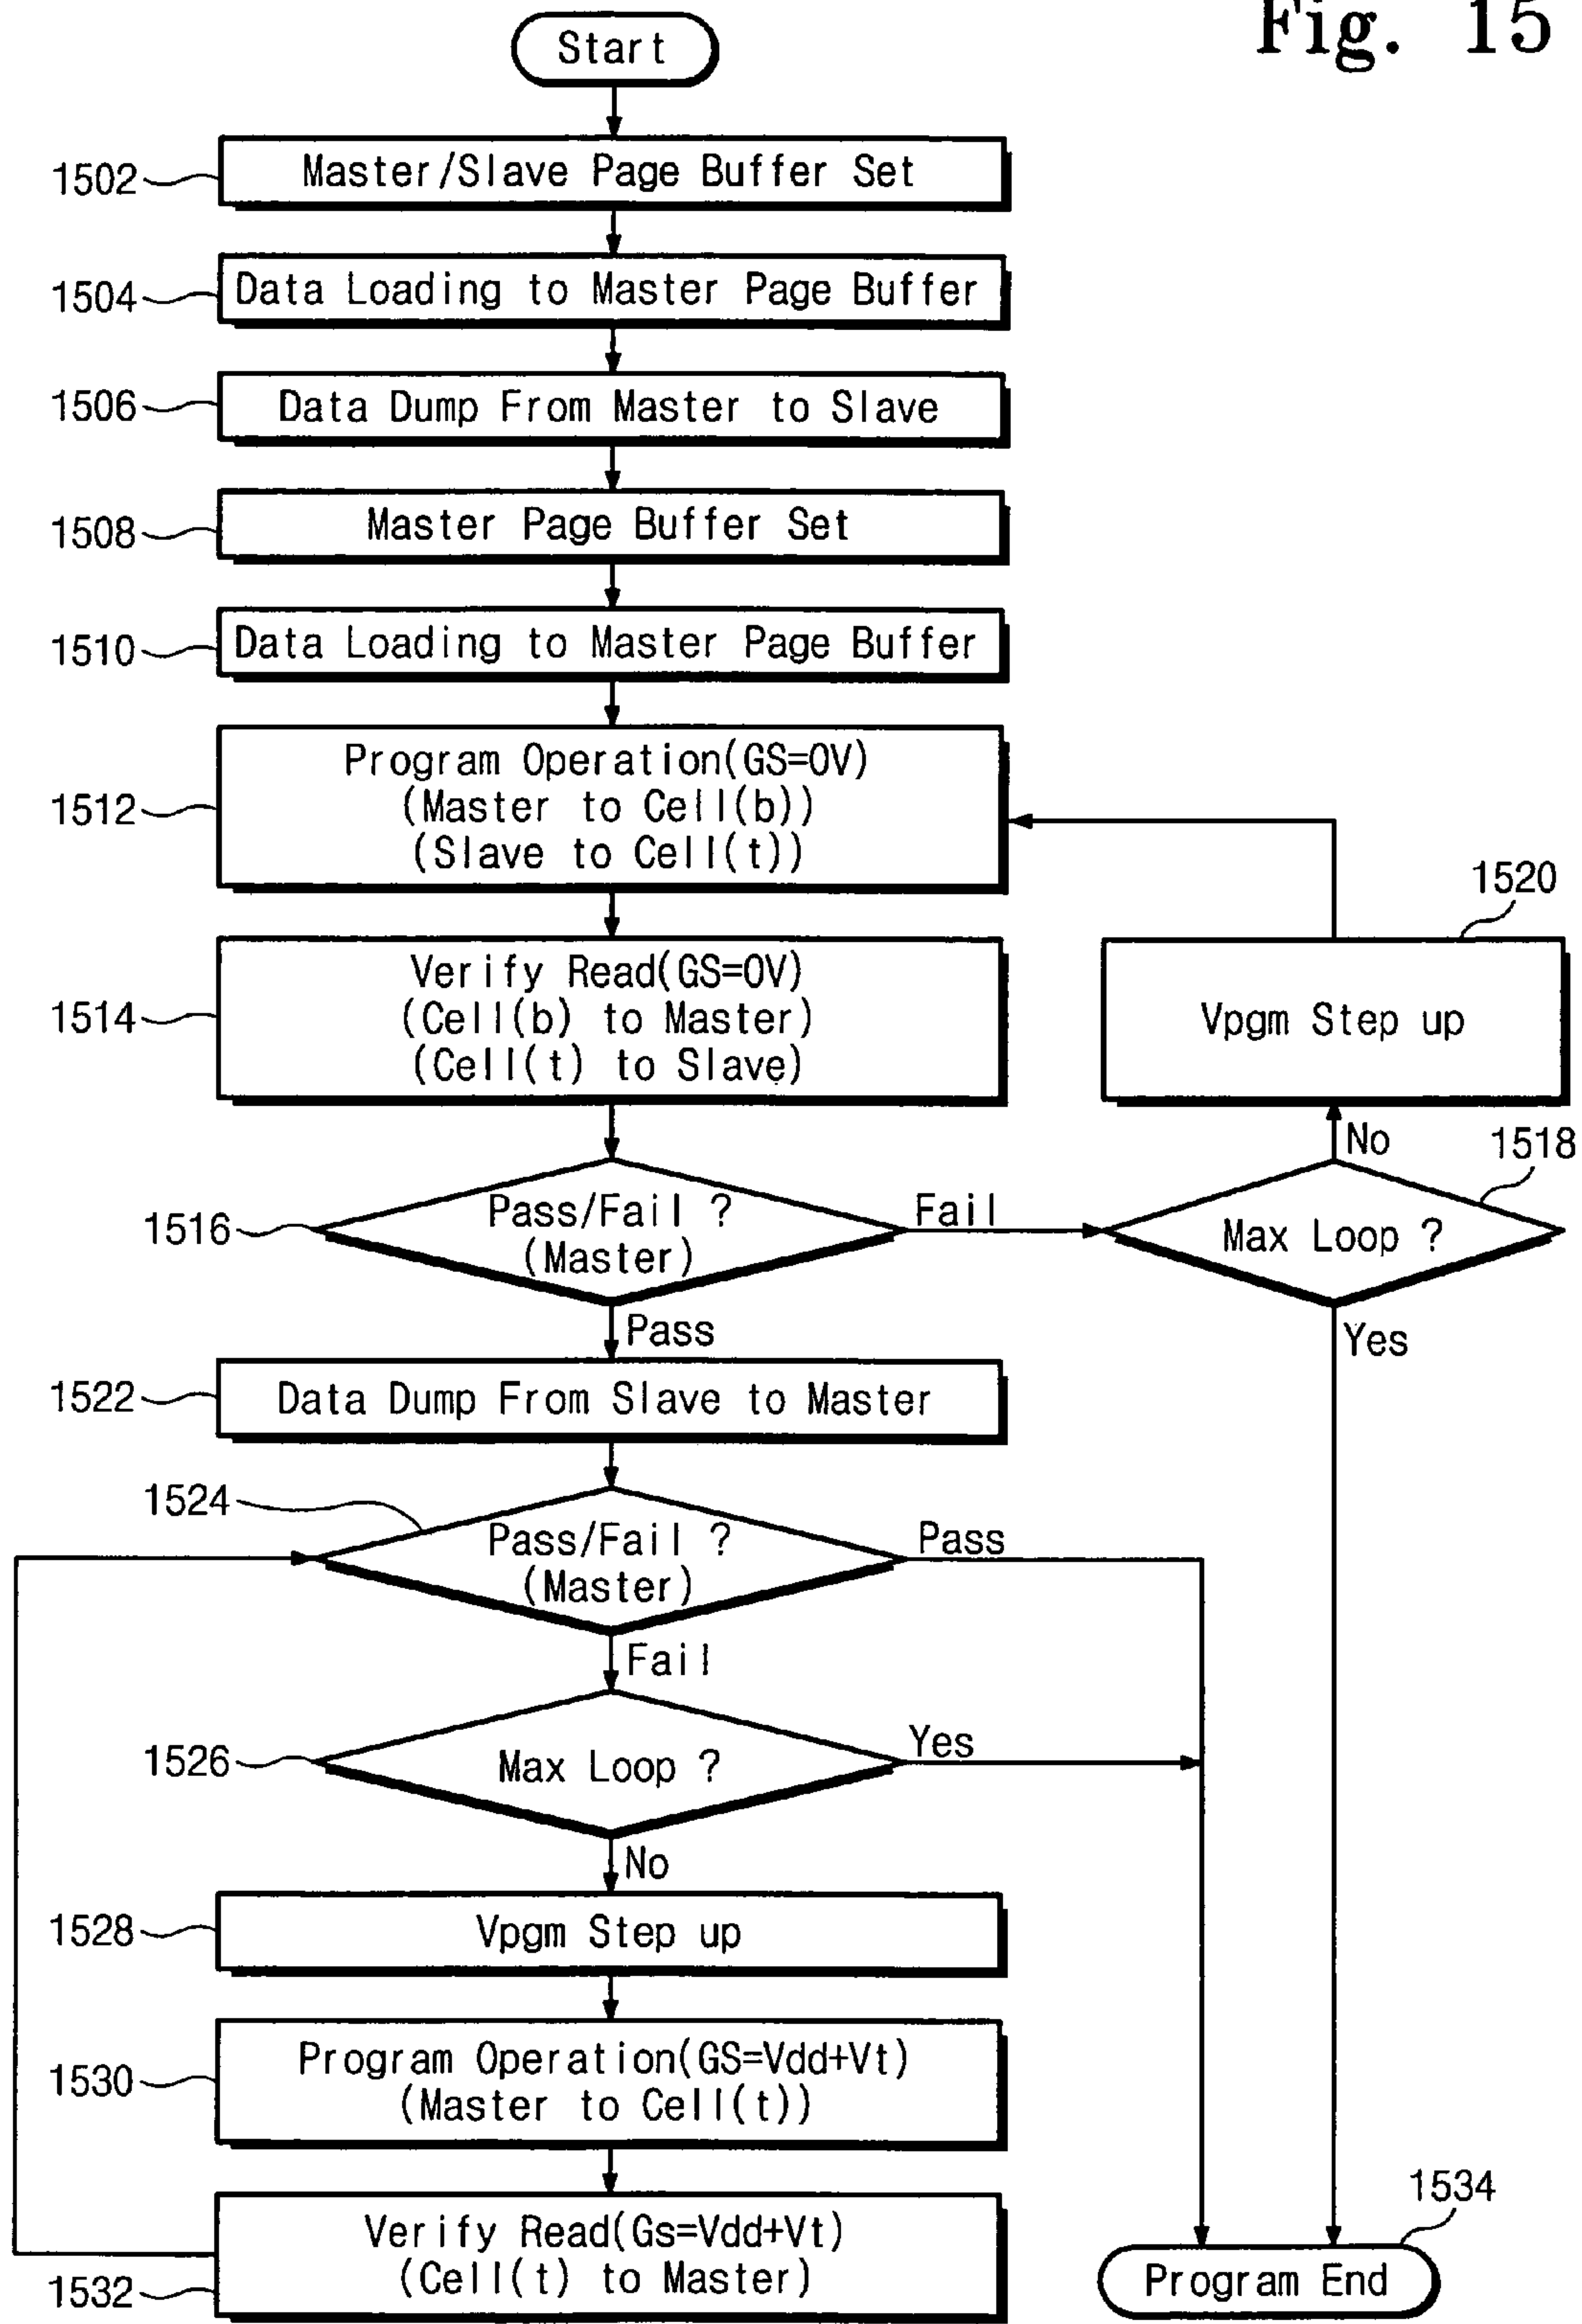 Fig. 15
Start
1502
Master/Slave Page Buffer Set
1504
Data Loading to Master Page Buffer
1506
Data Dump From Master to Slave
1508
Master Page Buffer Set
1510
Data Loading to Master Page Buffer
1512
Program Operation(GS=0V)
(Master to Cell(b))
(Slave to Cell(t))
1514
Verify Read(GS=0V)
(Cell(b) to Master)
(Cell(t) to Slave)
1520
Vpgm Step up
No
1518
1516
Pass/Fail ?
(Master)
Fail
Max Loop ?
Pass
Yes
1522
Data Dump From Slave to Master
1524
Pass/Fail ?
(Master)
Pass
Fail
1526
Max Loop ?
Yes
No
1528
Vpgm Step up
1530
Program Operation(GS=Vdd+Vt)
(Master to Cell(t))
1532
Verify Read(Gs=Vdd+Vt)
(Cell(t) to Master)
1534
Program End